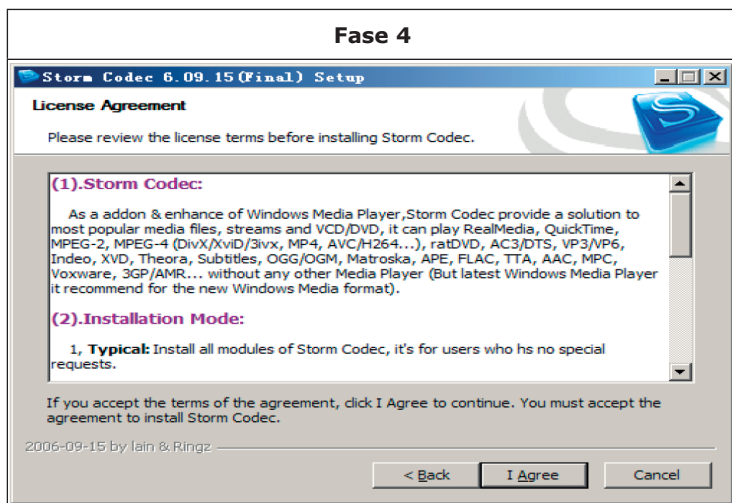 Fase 4
Storm Codec 6.09.15(Final) Setup
License Agreement
Please review the license terms before installing Storm Codec.
(1).Storm Codec:
As a addon & enhance of Windows Media Player,Storm Codec provide a solution to
most popular media files, streams and VCD/DVD, it can play RealMedia, QuickTime,
MPEG-2, MPEG-4 (DivX/XviD/3ivx, MP4, AVC/H264...), ratDVD, AC3/DTS, VP3/VP6,
Indeo, XVD, Theora, Subtitles, OGG/OGM, Matroska, APE, FLAC, TTA, AAC, MPC,
Voxware, 3GP/AMR... without any other Media Player (But latest Windows Media Player
it recommend for the new Windows Media format).
(2).Installation Mode:
1, Typical: Install all modules of Storm Codec, it's for users who hs no special
requests.
If you accept the terms of the agreement, click I Agree to continue. You must accept the
agreement to install Storm Codec.
2006-09-15 by lain & Ringz
< Back I Agree Cancel